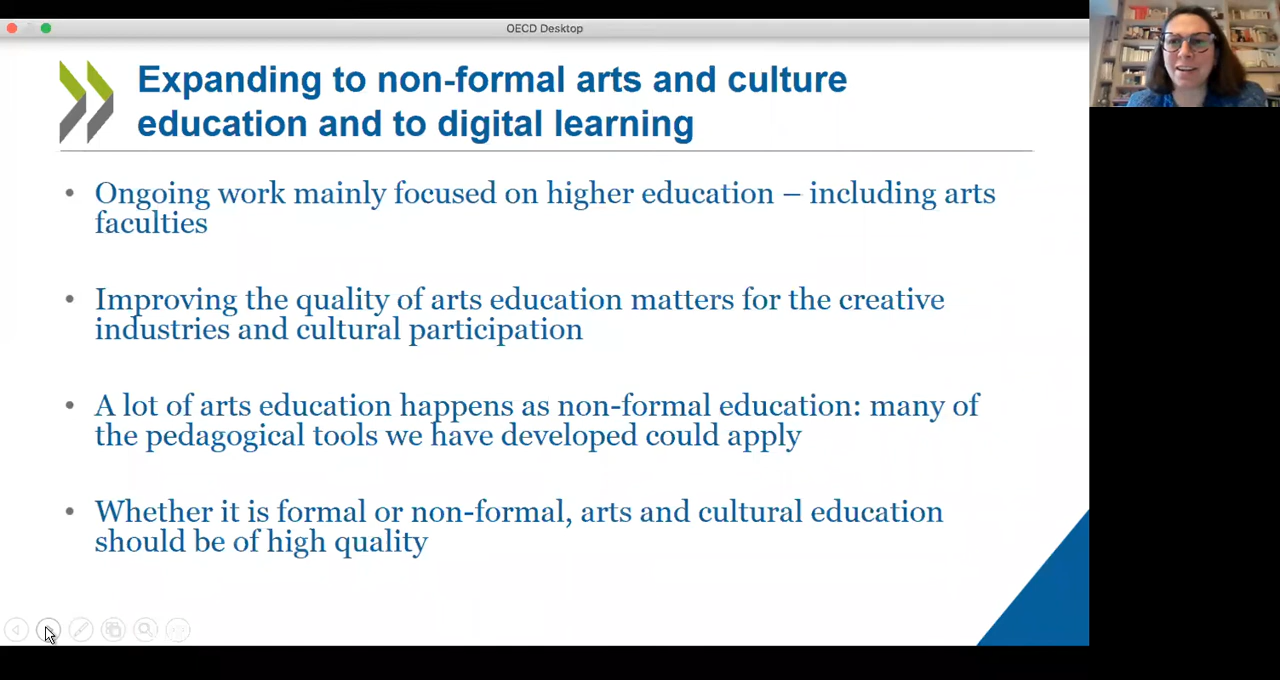 OECD Desktop
Expanding to non-formal arts and culture
education and to digital learning
• Ongoing work mainly focused on higher education – including arts
faculties
• Improving the quality of arts education matters for the creative
industries and cultural participation
• A lot of arts education happens as non-formal education: many of
the pedagogical tools we have developed could apply
• Whether it is formal or non-formal, arts and cultural education
should be of high quality